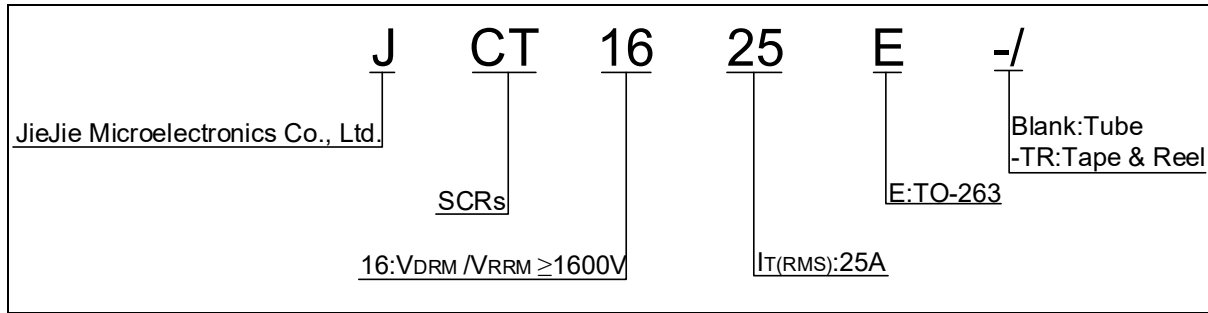 J CT 16 25 E -/
JieJie Microelectronics Co., Ltd.
Blank:Tube
-TR:Tape & Reel
SCRs
E:TO-263
16:VDRM /VRRM ≥1600V
IT(RMS):25A